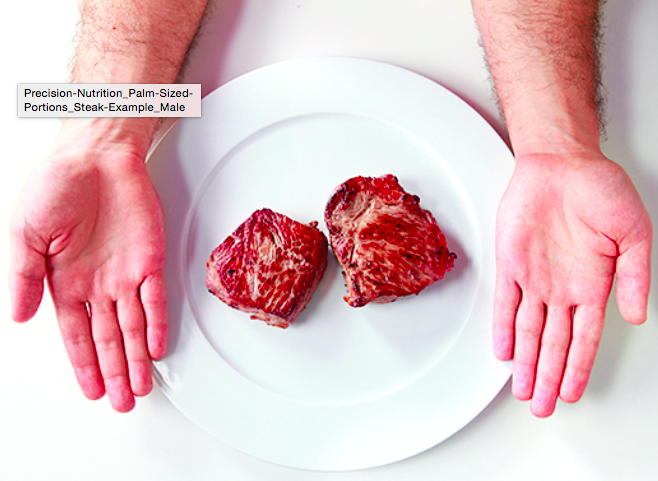 Precision-Nutrition_Palm-Sized-
Portions_Steak-Example_Male